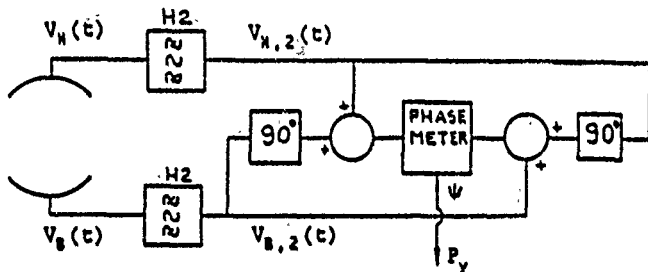 H2
V_H(t)
V_H,2(t)
90°
+
+
PHASE
METER
+
+
90°
H2
ψ
V_B(t)
V_B,2(t)
P_y